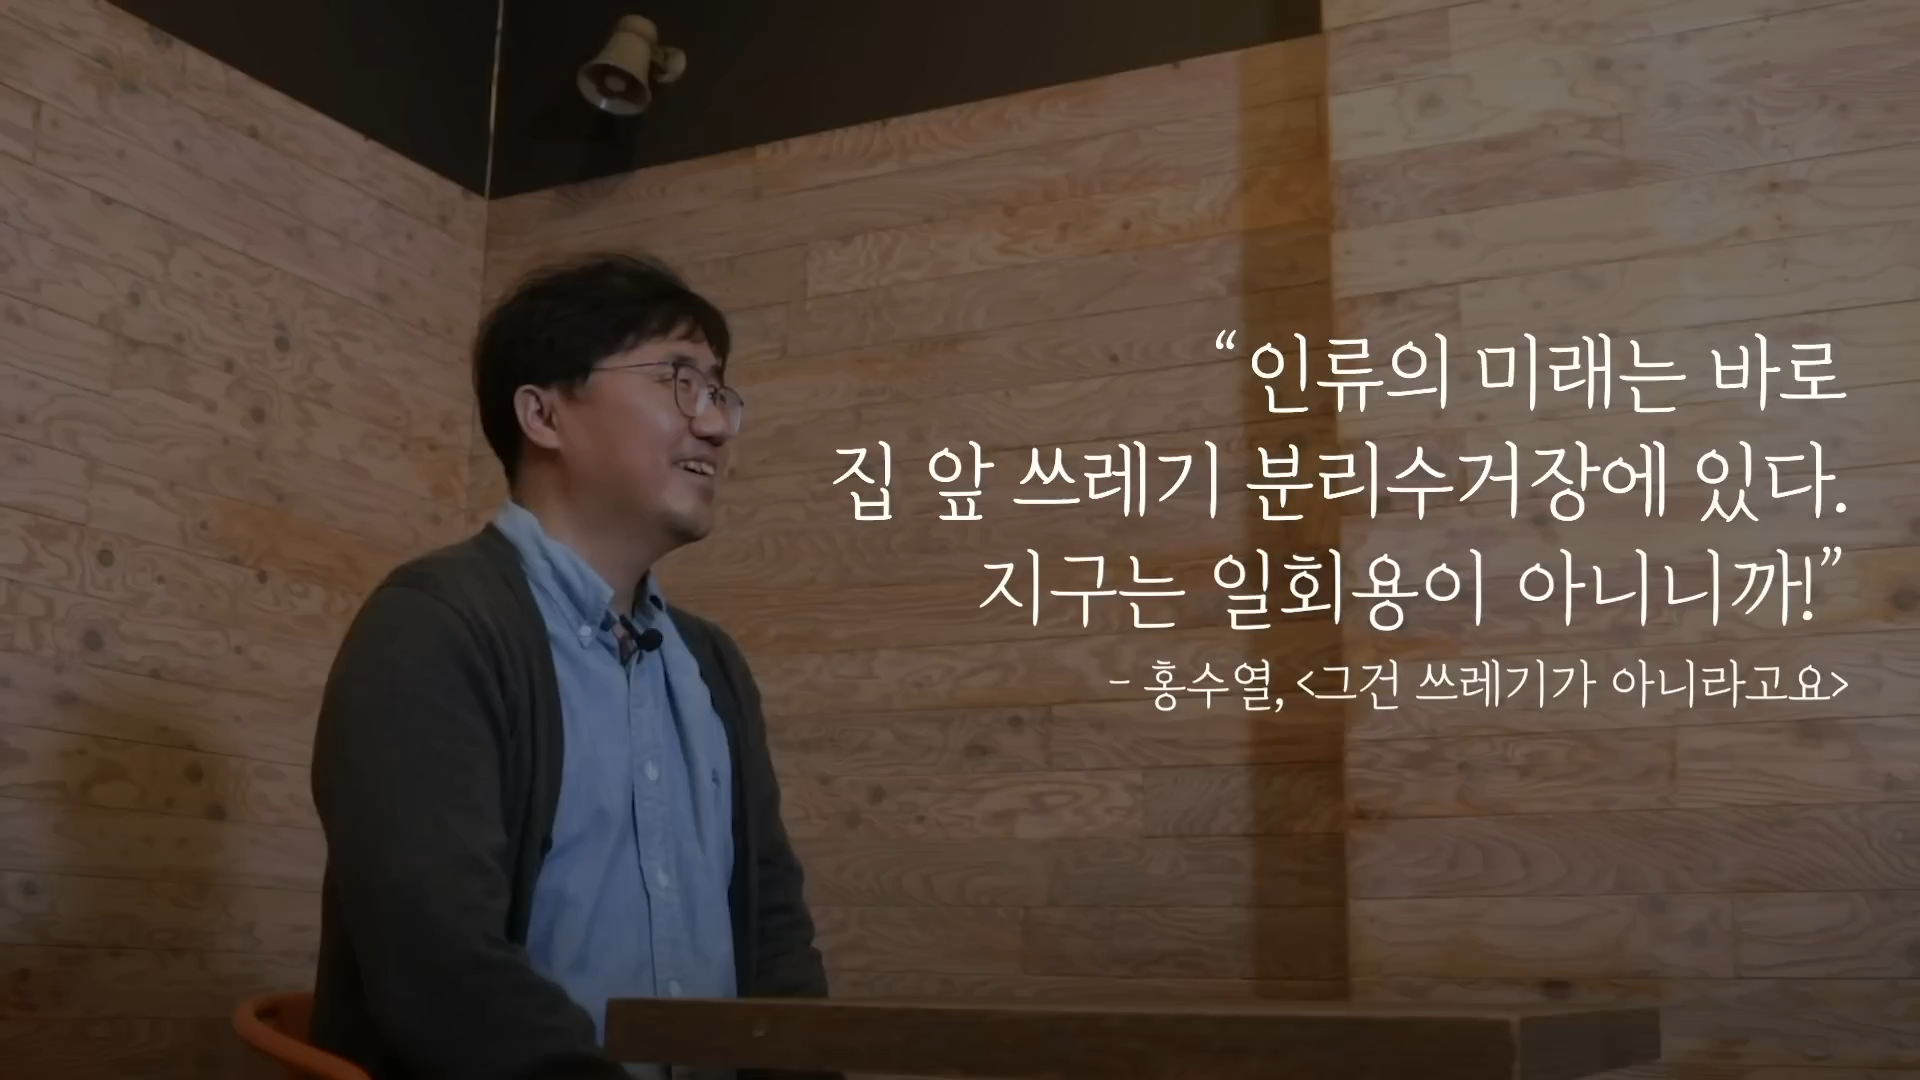 “인류의 미래는 바로
집 앞 쓰레기 분리수거장에 있다.
지구는 일회용이 아니니까!”
- 홍수열, <그건 쓰레기가 아니라고요>